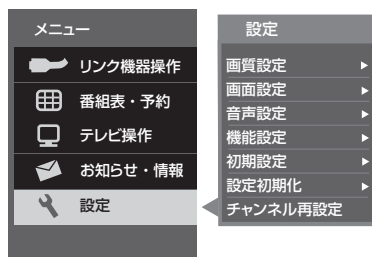 メニュー
リンク機器操作
番組表・予約
テレビ操作
お知らせ・情報
設定
設定
画質設定
画面設定
音声設定
機能設定
初期設定
設定初期化
チャンネル再設定